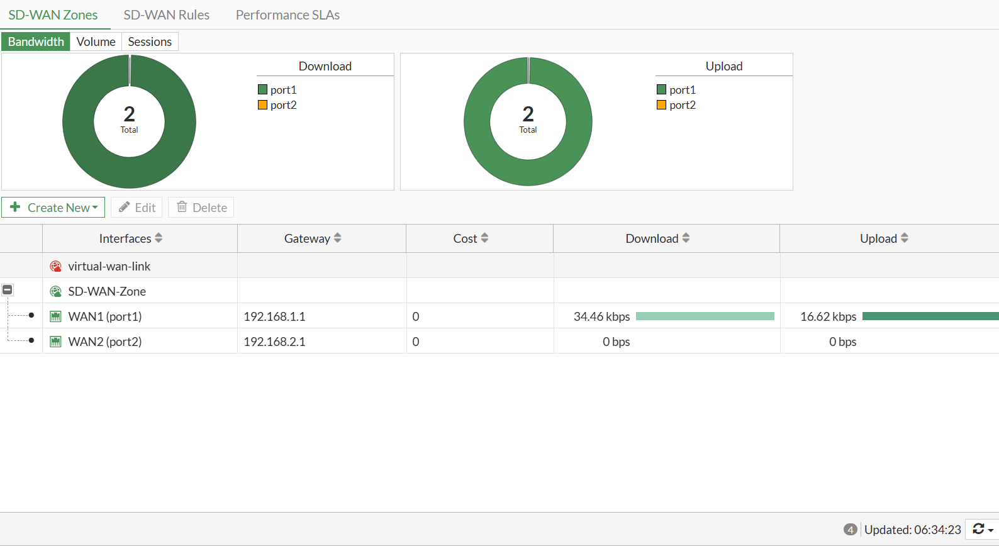 SD-WAN Zones SD-WAN Rules Performance SLAs
Bandwidth Volume Sessions
Download
port1
port2
2
Total
Upload
port1
port2
2
Total
Create New Edit Delete
Interfaces Gateway Cost Download Upload
virtual-wan-link
SD-WAN-Zone
WAN1 (port1) 192.168.1.1 0 34.46 kbps 16.62 kbps
WAN2 (port2) 192.168.2.1 0 0 bps 0 bps
4 Updated: 06:34:23